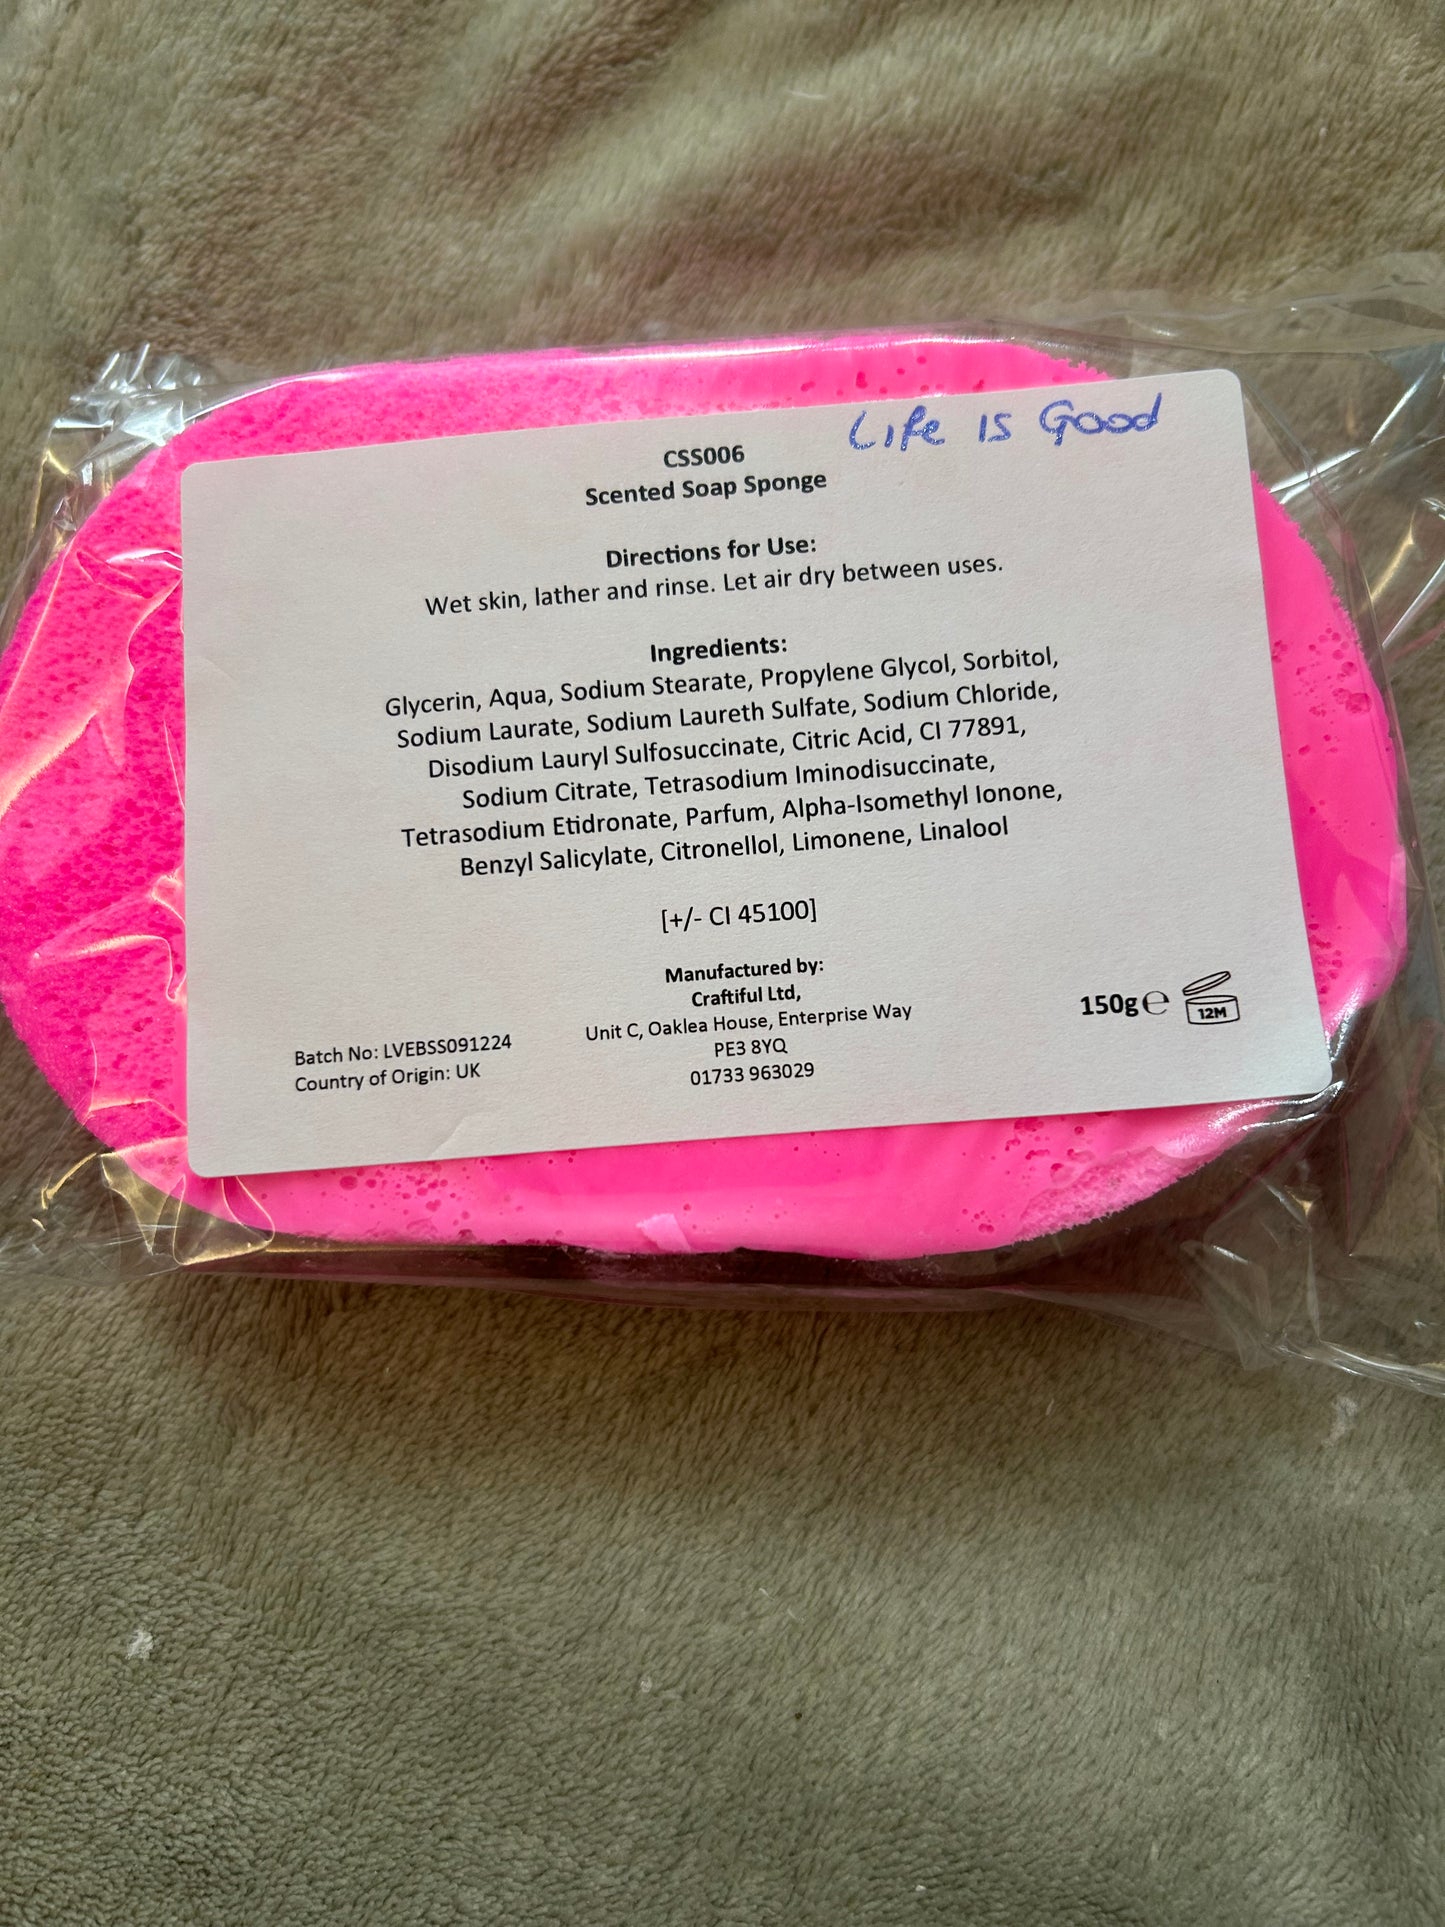 Life is Good
CSS006
Scented Soap Sponge
Directions for Use:
Wet skin, lather and rinse. Let air dry between uses.
Ingredients:
Glycerin, Aqua, Sodium Stearate, Propylene Glycol, Sorbitol,
Sodium Laurate, Sodium Laureth Sulfate, Sodium Chloride,
Disodium Lauryl Sulfosuccinate, Citric Acid, CI 77891,
Sodium Citrate, Tetrasodium Iminodisuccinate,
Tetrasodium Etidronate, Parfum, Alpha-Isomethyl Ionone,
Benzyl Salicylate, Citronellol, Limonene, Linalool
[+/- CI 45100]
Manufactured by:
Craftiful Ltd,
Unit C, Oaklea House, Enterprise Way
PE3 8YQ
01733 963029
Batch No: LVEBSS091224
Country of Origin: UK
150g℮
12M